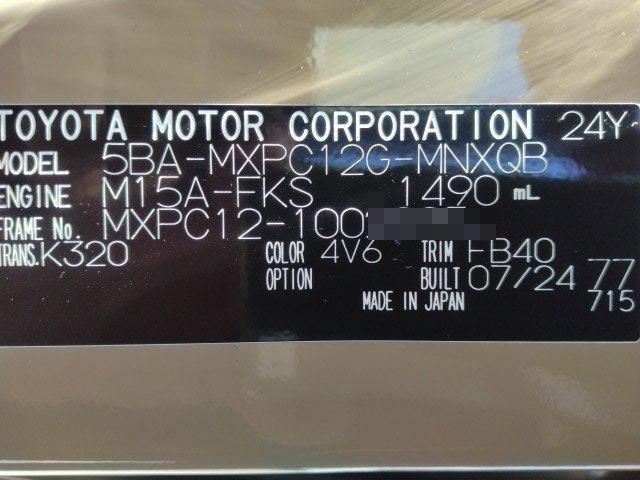 TOYOTA MOTOR CORPORATION 24Y
MODEL 5BA-MXPC12G-MNXQB
ENGINE M15A-FKS 1490 mL
FRAME No. MXPC12-100
TRANS. K320 COLOR 4V6 TRIM FB40
OPTION BUILT 07/24 77
MADE IN JAPAN 715